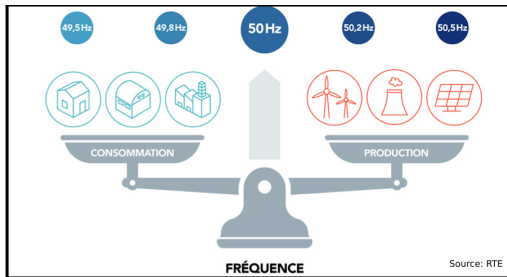 49,5Hz
49,8Hz
50Hz
50,2Hz
50,5Hz
CONSOMMATION
PRODUCTION
FRÉQUENCE
Source: RTE